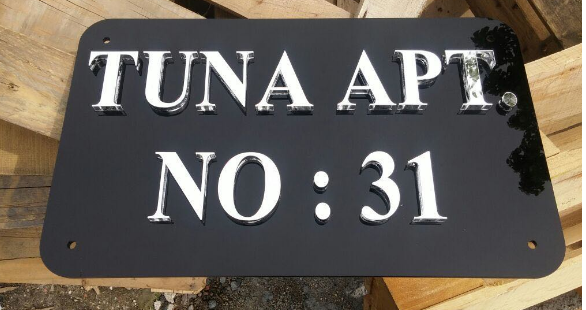 TUNA APT.
NO : 31